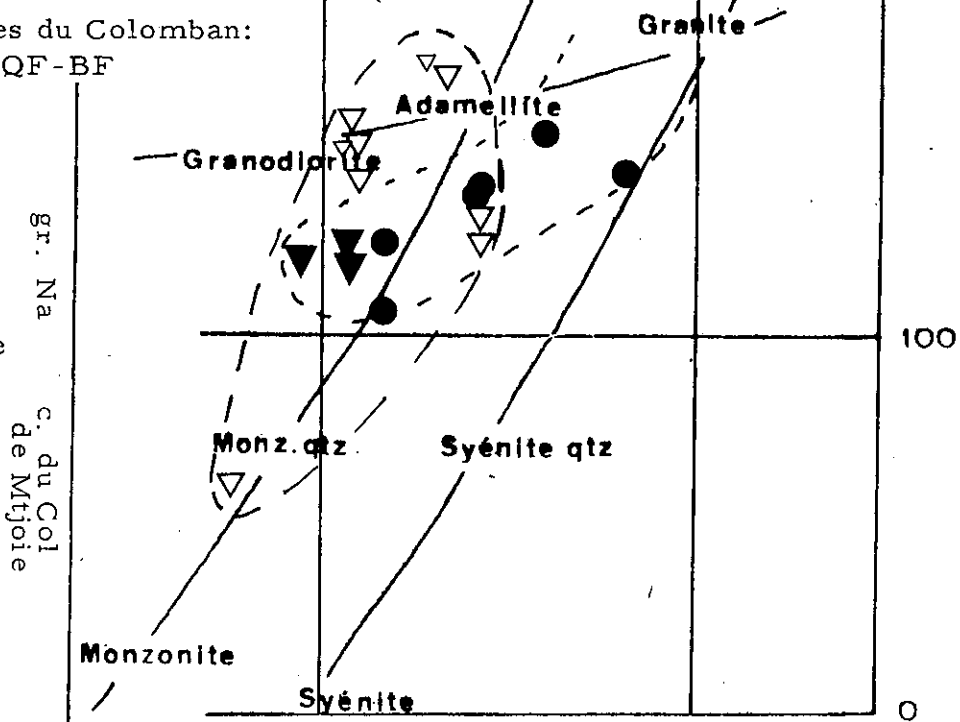 es du Colomban:
QF-BF
Granite
Adamellite
Granodiorite
gr. Na
e
c. du Col
de Mtjoie
100
Monz. qtz
Syénite qtz
Monzonite
Syénite
0